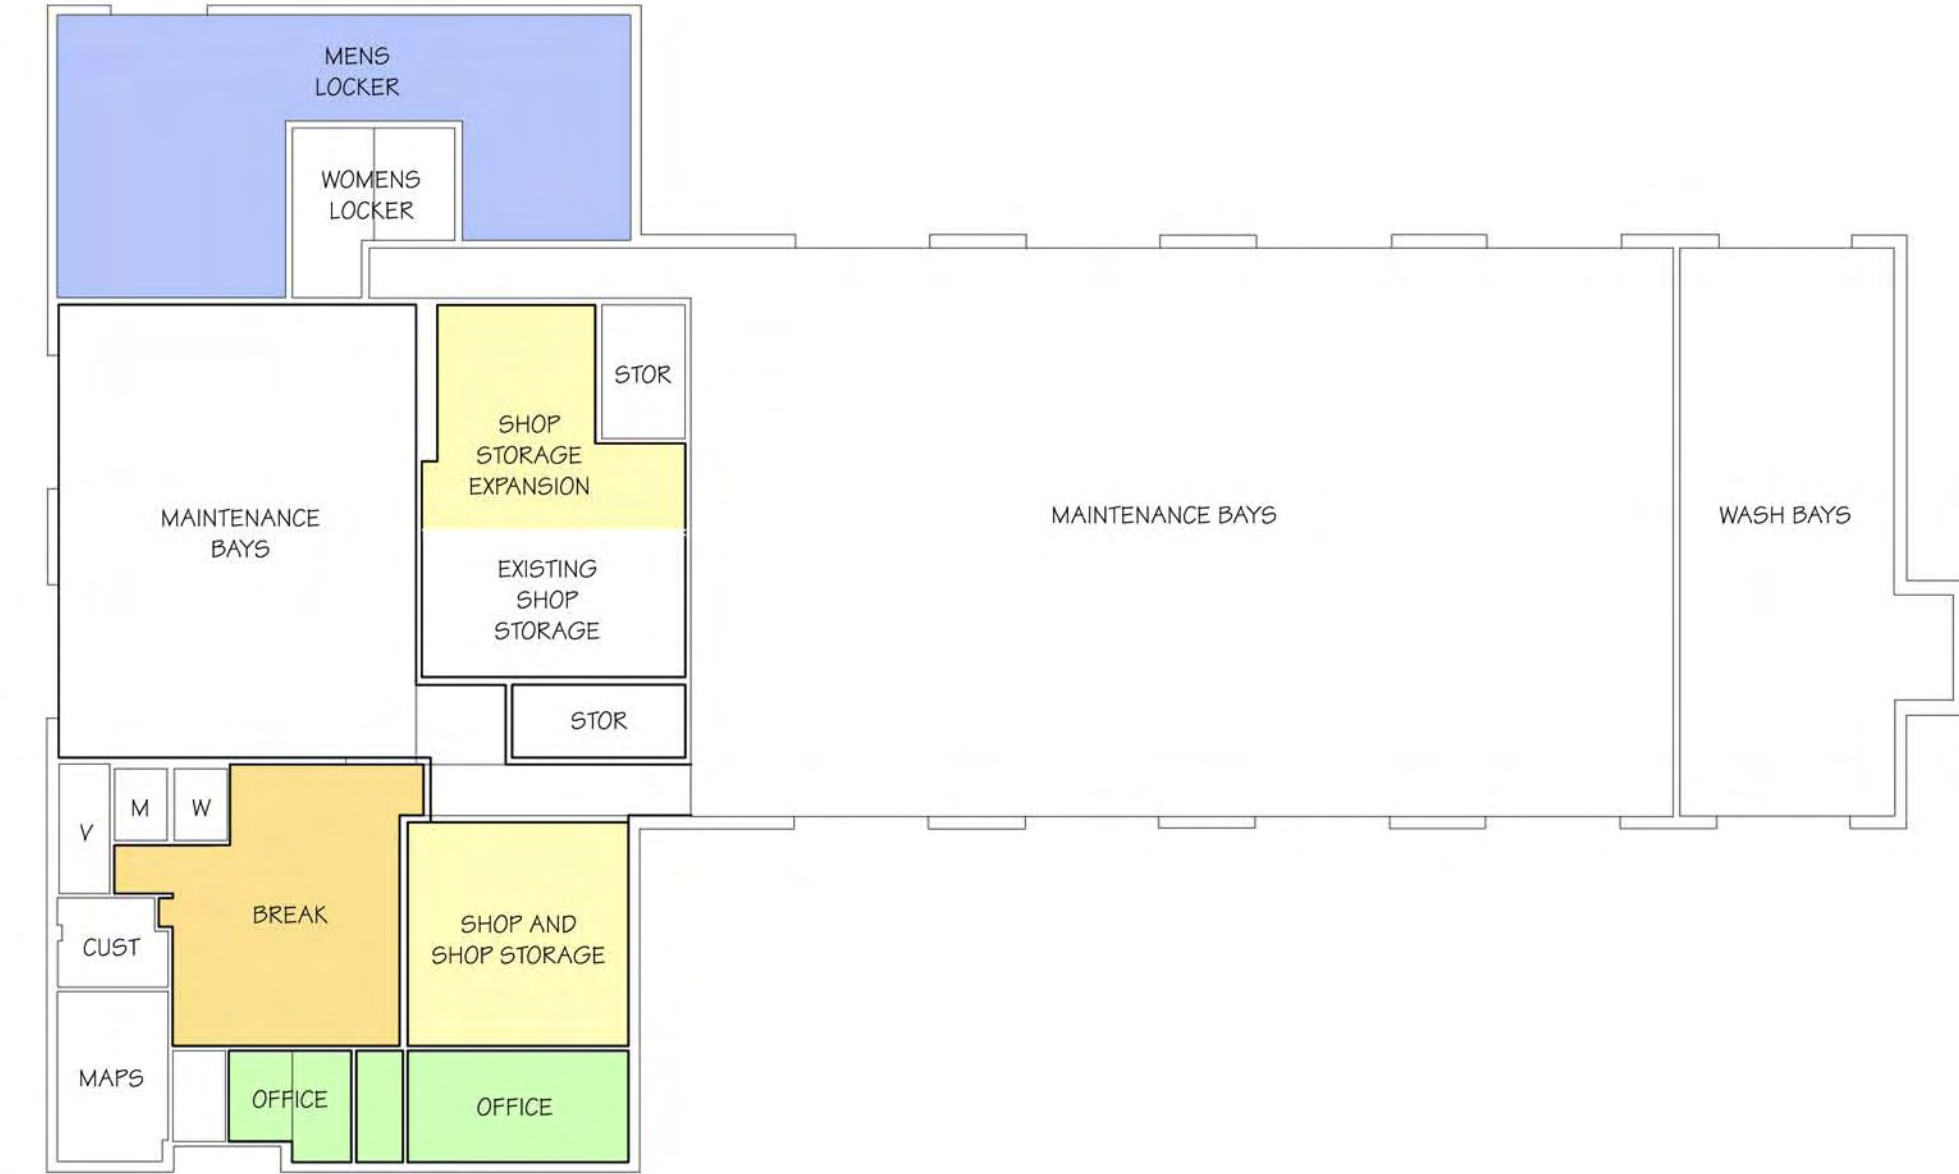 MENS
LOCKER
WOMENS
LOCKER
STOR
SHOP
STORAGE
EXPANSION
MAINTENANCE
BAYS
MAINTENANCE BAYS
WASH BAYS
EXISTING
SHOP
STORAGE
STOR
M
W
V
BREAK
SHOP AND
SHOP STORAGE
CUST
MAPS
OFFICE
OFFICE